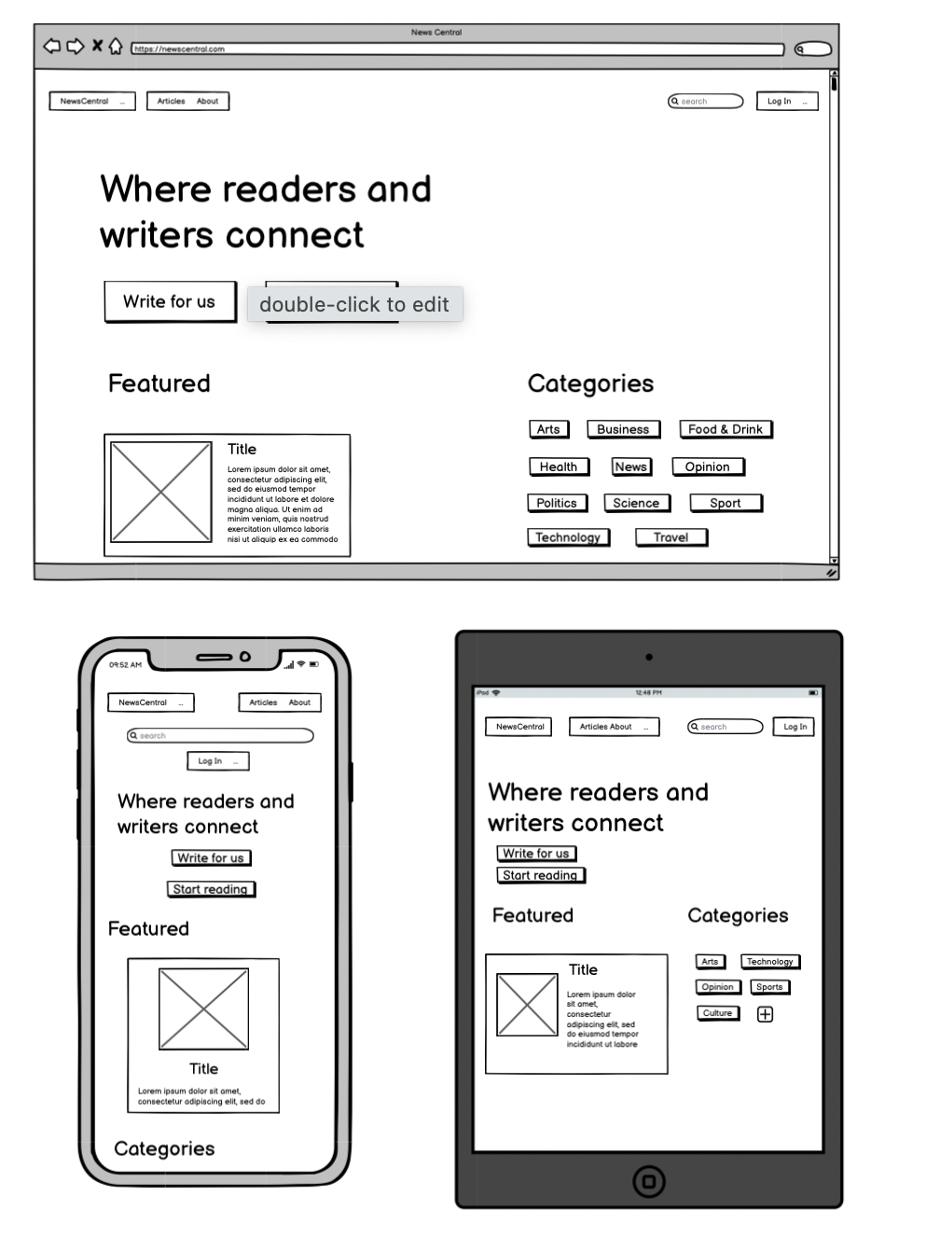 News Central
https://newscentral.com
NewsCentral ..
Articles About
search
Log In ..
Where readers and
writers connect
Write for us
double-click to edit
Featured
Categories
Title
Lorem ipsum dolor sit amet,
consectetur adipiscing elit,
sed do eiusmod tempor
incididunt ut labore et dolore
magna aliqua. Ut enim ad
minim veniam, quis nostrud
exercitation ullamco laboris
nisi ut aliquip ex ea commodo
Arts Business Food & Drink
Health News Opinion
Politics Science Sport
Technology Travel
09:52 AM
NewsCentral ..
Articles About
search
Log In ..
Where readers and
writers connect
Write for us
Start reading
Featured
Title
Lorem ipsum dolor sit amet,
consectetur adipiscing elit, sed do
Categories
iPad 12:48 PM
NewsCentral
Articles About ..
search
Log In
Where readers and
writers connect
Write for us
Start reading
Featured
Categories
Title
Lorem ipsum dolor
sit amet,
consectetur
adipiscing elit, sed
do eiusmod tempor
incididunt ut labore
Arts Technology
Opinion Sports
Culture